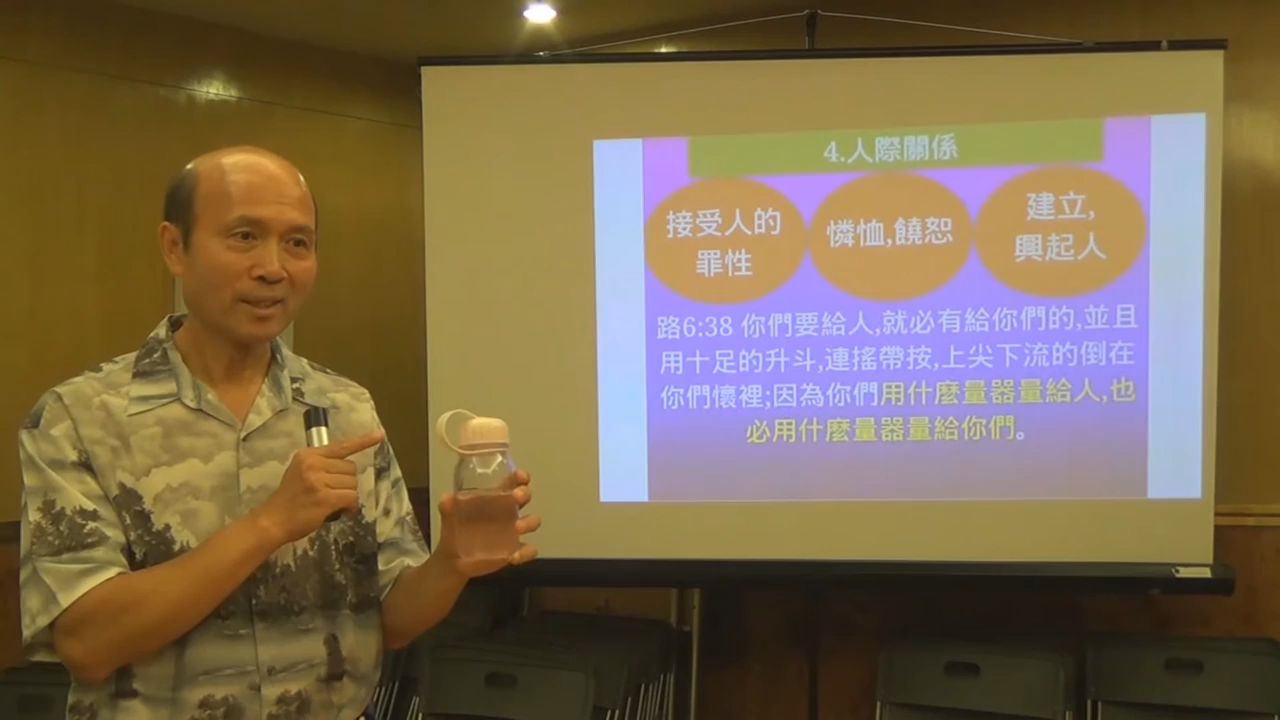 4.人際關係
接受人的
罪性
憐恤,饒恕
建立,
興起人
路6:38 你們要給人,就必有給你們的,並且
用十足的升斗,連搖帶按,上尖下流的倒在
你們懷裡;因為你們用什麼量器量給人,也
必用什麼量器量給你們。